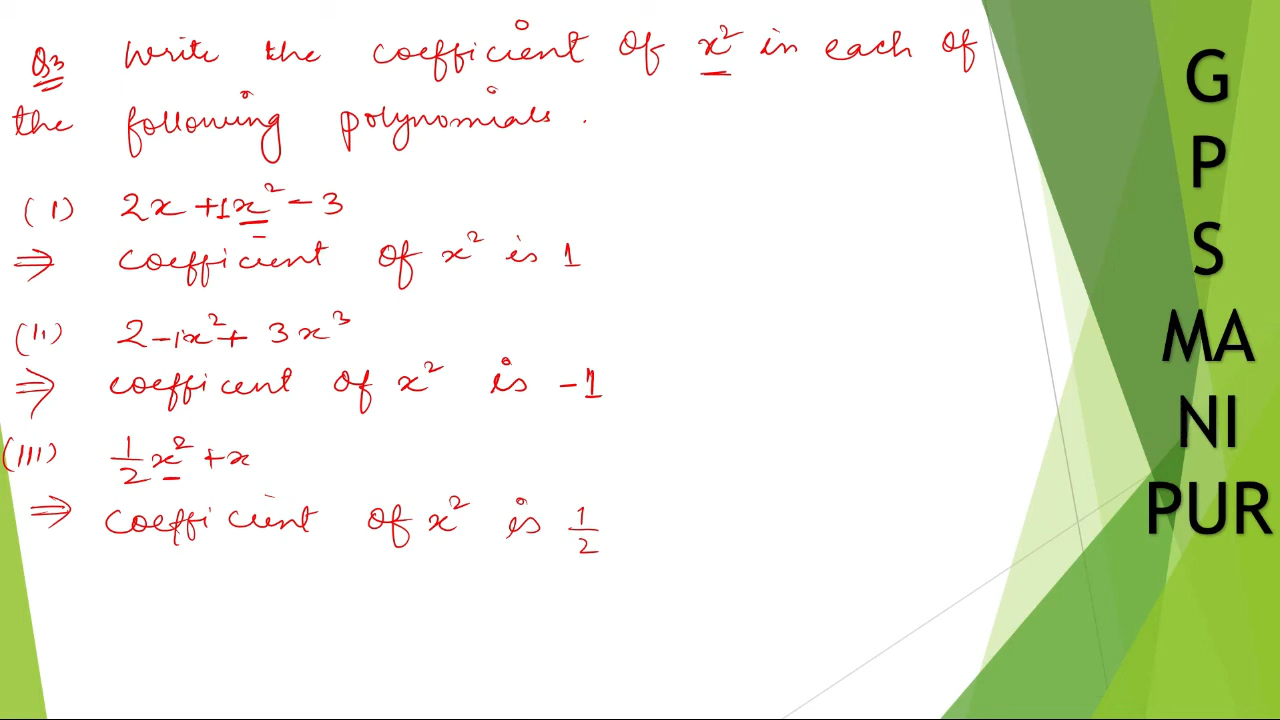 Q3 Write the coefficient of x² in each of
the following polynomials.
(I) 2x + 1x² - 3
⇒ coefficient of x² is 1
(II) 2 - 1x² + 3x³
⇒ coefficent of x² is -1
(III) 1/2 x² + x
⇒ coefficient of x² is 1/2
G
P
S
MA
NI
PUR